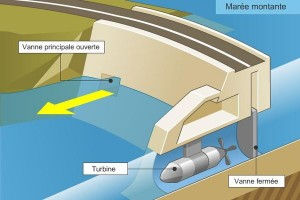 Marée montante
Vanne principale ouverte
Turbine
Vanne fermée